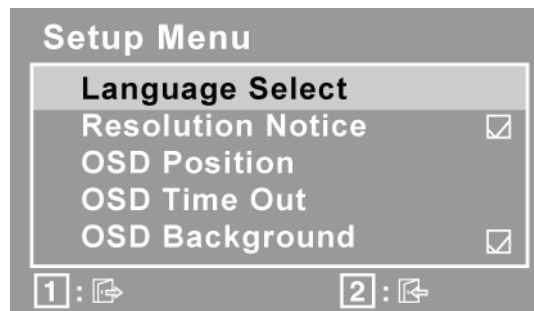 Setup Menu
Language Select
Resolution Notice
OSD Position
OSD Time Out
OSD Background
1 : 2 :